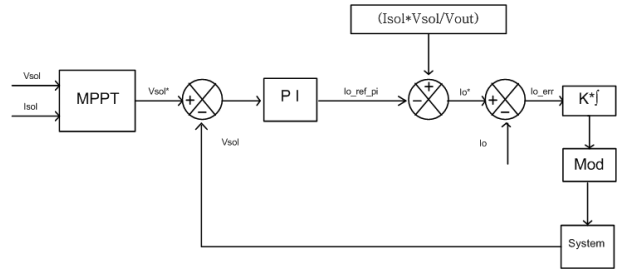 (Isol*Vsol/Vout)
Vsol
Isol
MPPT
Vsol*
+
−
P I
Io_ref_pi
+
−
Io*
+
−
Io_err
K*∫
Vsol
Io
Mod
System